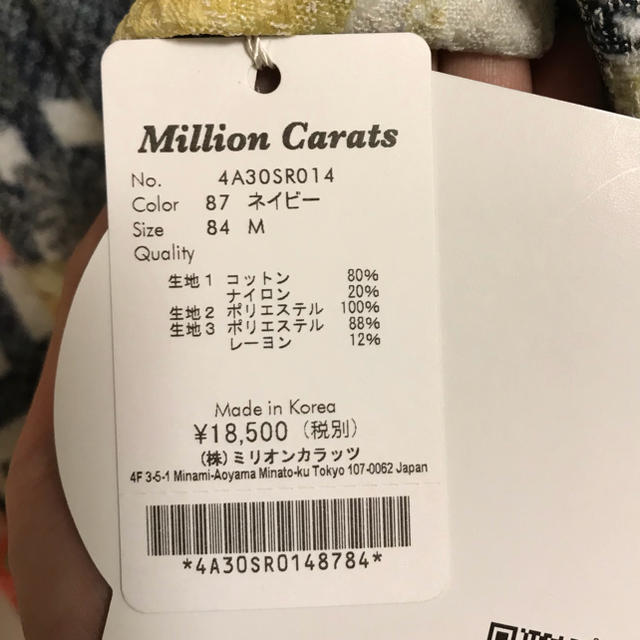 Million Carats
No. 4A30SR014
Color 87 ネイビー
Size 84 M
Quality
生地1 コットン 80%
ナイロン 20%
生地2 ポリエステル 100%
生地3 ポリエステル 88%
レーヨン 12%
Made in Korea
¥18,500(税別)
(株)ミリオンカラッツ
4F 3-5-1 Minami-Aoyama Minato-ku Tokyo 107-0062 Japan
*4A30SR0148784*